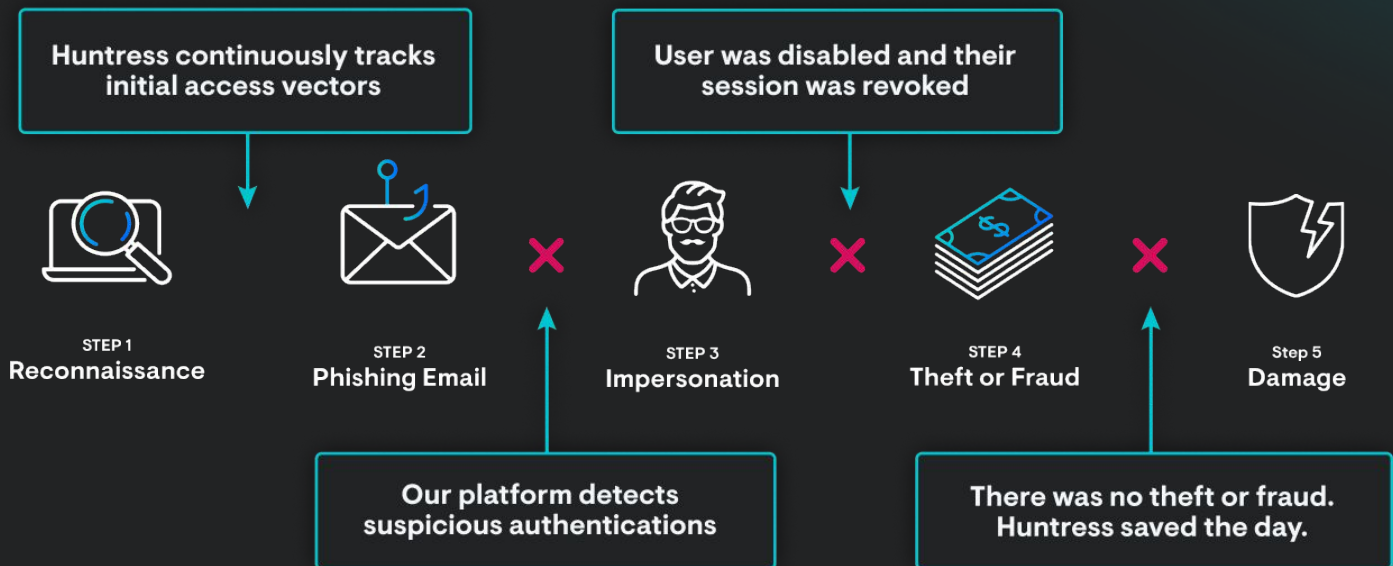 Huntress continuously tracks
initial access vectors
User was disabled and their
session was revoked
STEP 1
Reconnaissance
STEP 2
Phishing Email
STEP 3
Impersonation
STEP 4
Theft or Fraud
Step 5
Damage
Our platform detects
suspicious authentications
There was no theft or fraud.
Huntress saved the day.